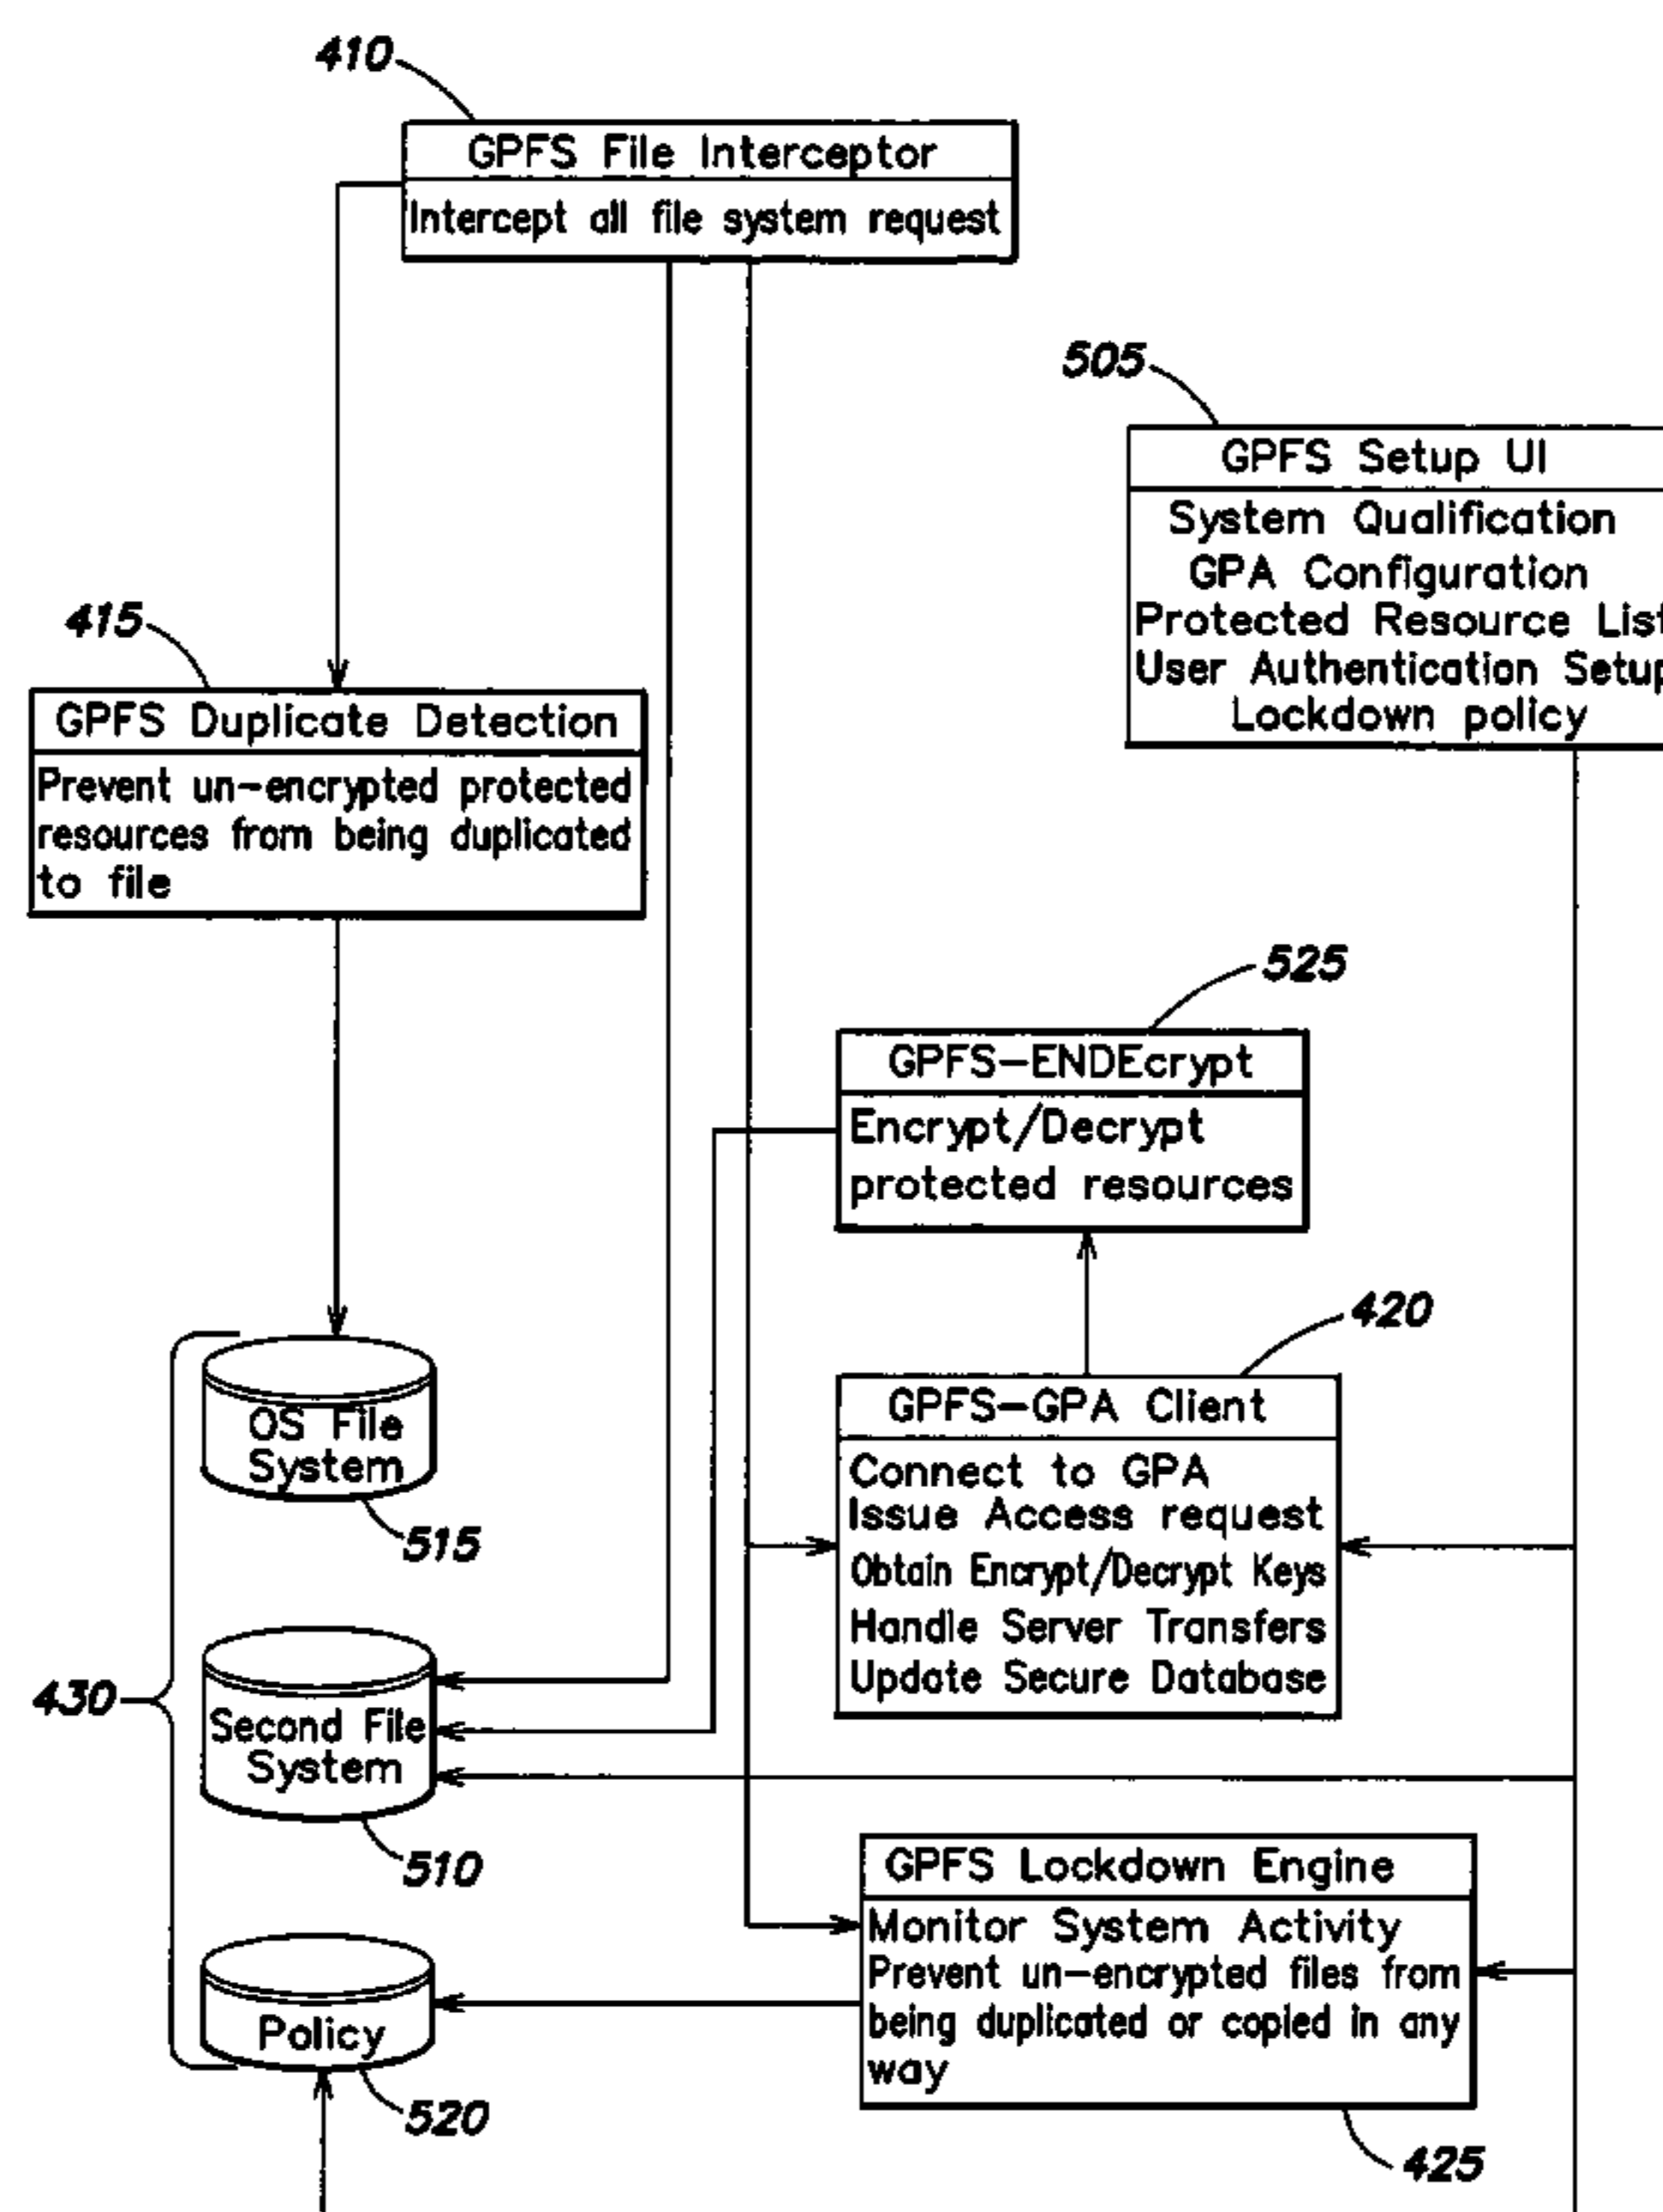 410
GPFS File Interceptor
Intercept all file system request
505
GPFS Setup UI
System Qualification
GPA Configuration
Protected Resource List
User Authentication Setup
Lockdown policy
415
GPFS Duplicate Detection
Prevent un-encrypted protected
resources from being duplicated
to file
525
GPFS-ENDEcrypt
Encrypt/Decrypt
protected resources
420
GPFS-GPA Client
Connect to GPA
Issue Access request
Obtain Encrypt/Decrypt Keys
Handle Server Transfers
Update Secure Database
OS File
System
515
430
Second File
System
510
GPFS Lockdown Engine
Monitor System Activity
Prevent un-encrypted files from
being duplicated or copied in any
way
425
Policy
520